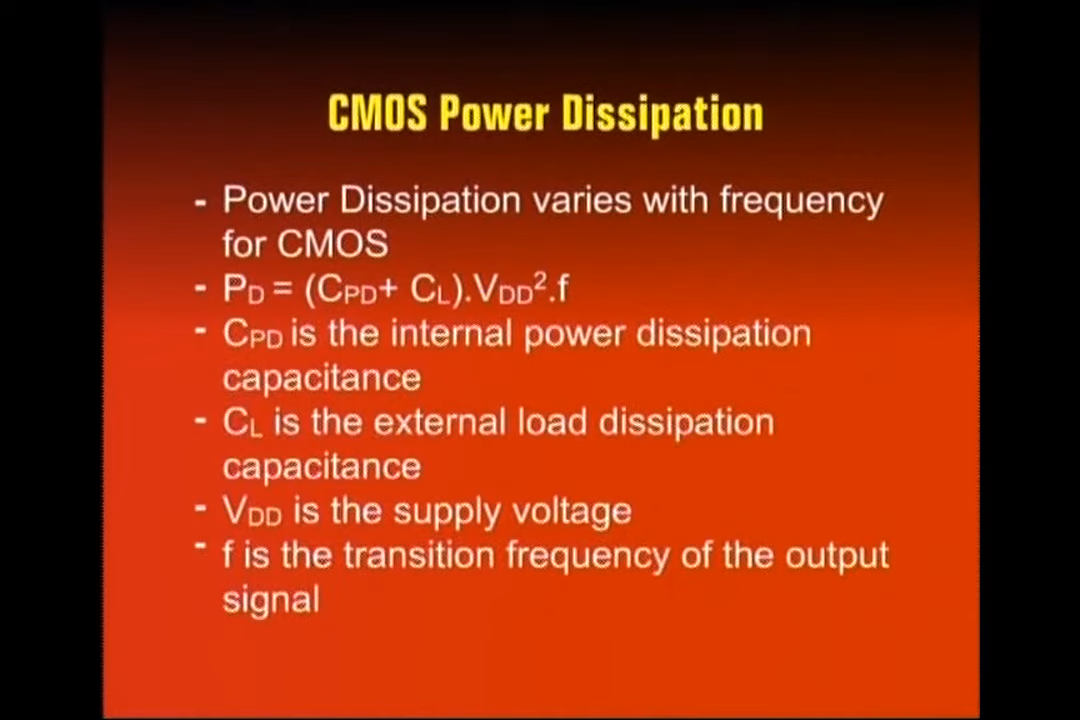 CMOS Power Dissipation
- Power Dissipation varies with frequency
for CMOS
- PD = (CPD+ CL).VDD².f
- CPD is the internal power dissipation
capacitance
- CL is the external load dissipation
capacitance
- VDD is the supply voltage
- f is the transition frequency of the output
signal